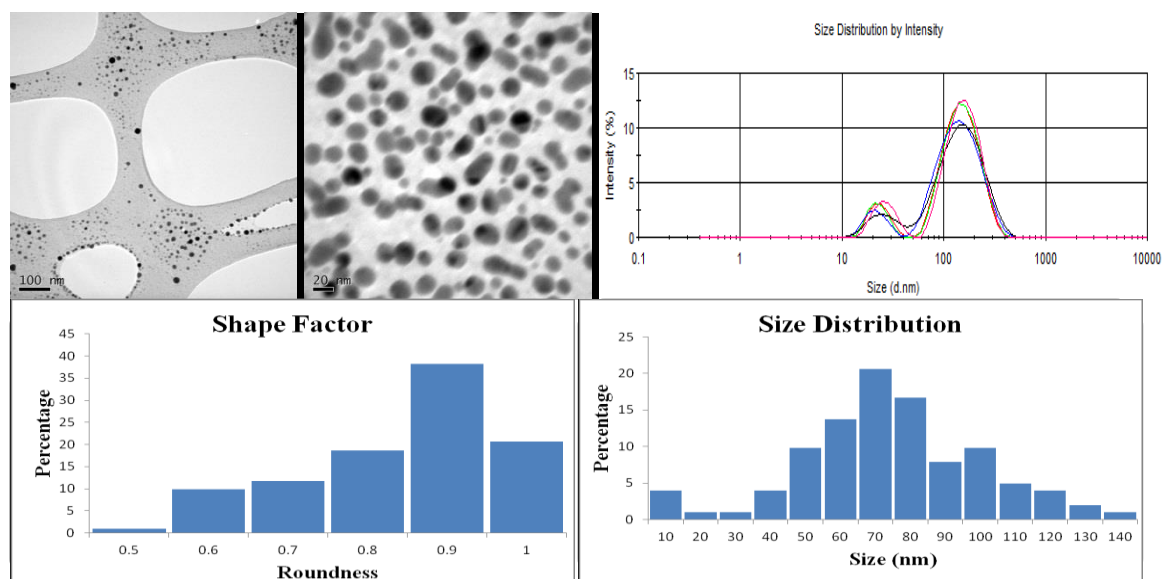 100 nm
20 nm
Size Distribution by Intensity
Intensity (%)
15
10
5
0
0.1 1 10 100 1000 10000
Size (d.nm)
Shape Factor
Percentage
45
40
35
30
25
20
15
10
5
0
0.5 0.6 0.7 0.8 0.9 1
Roundness
Size Distribution
Percentage
25
20
15
10
5
0
10 20 30 40 50 60 70 80 90 100 110 120 130 140
Size (nm)